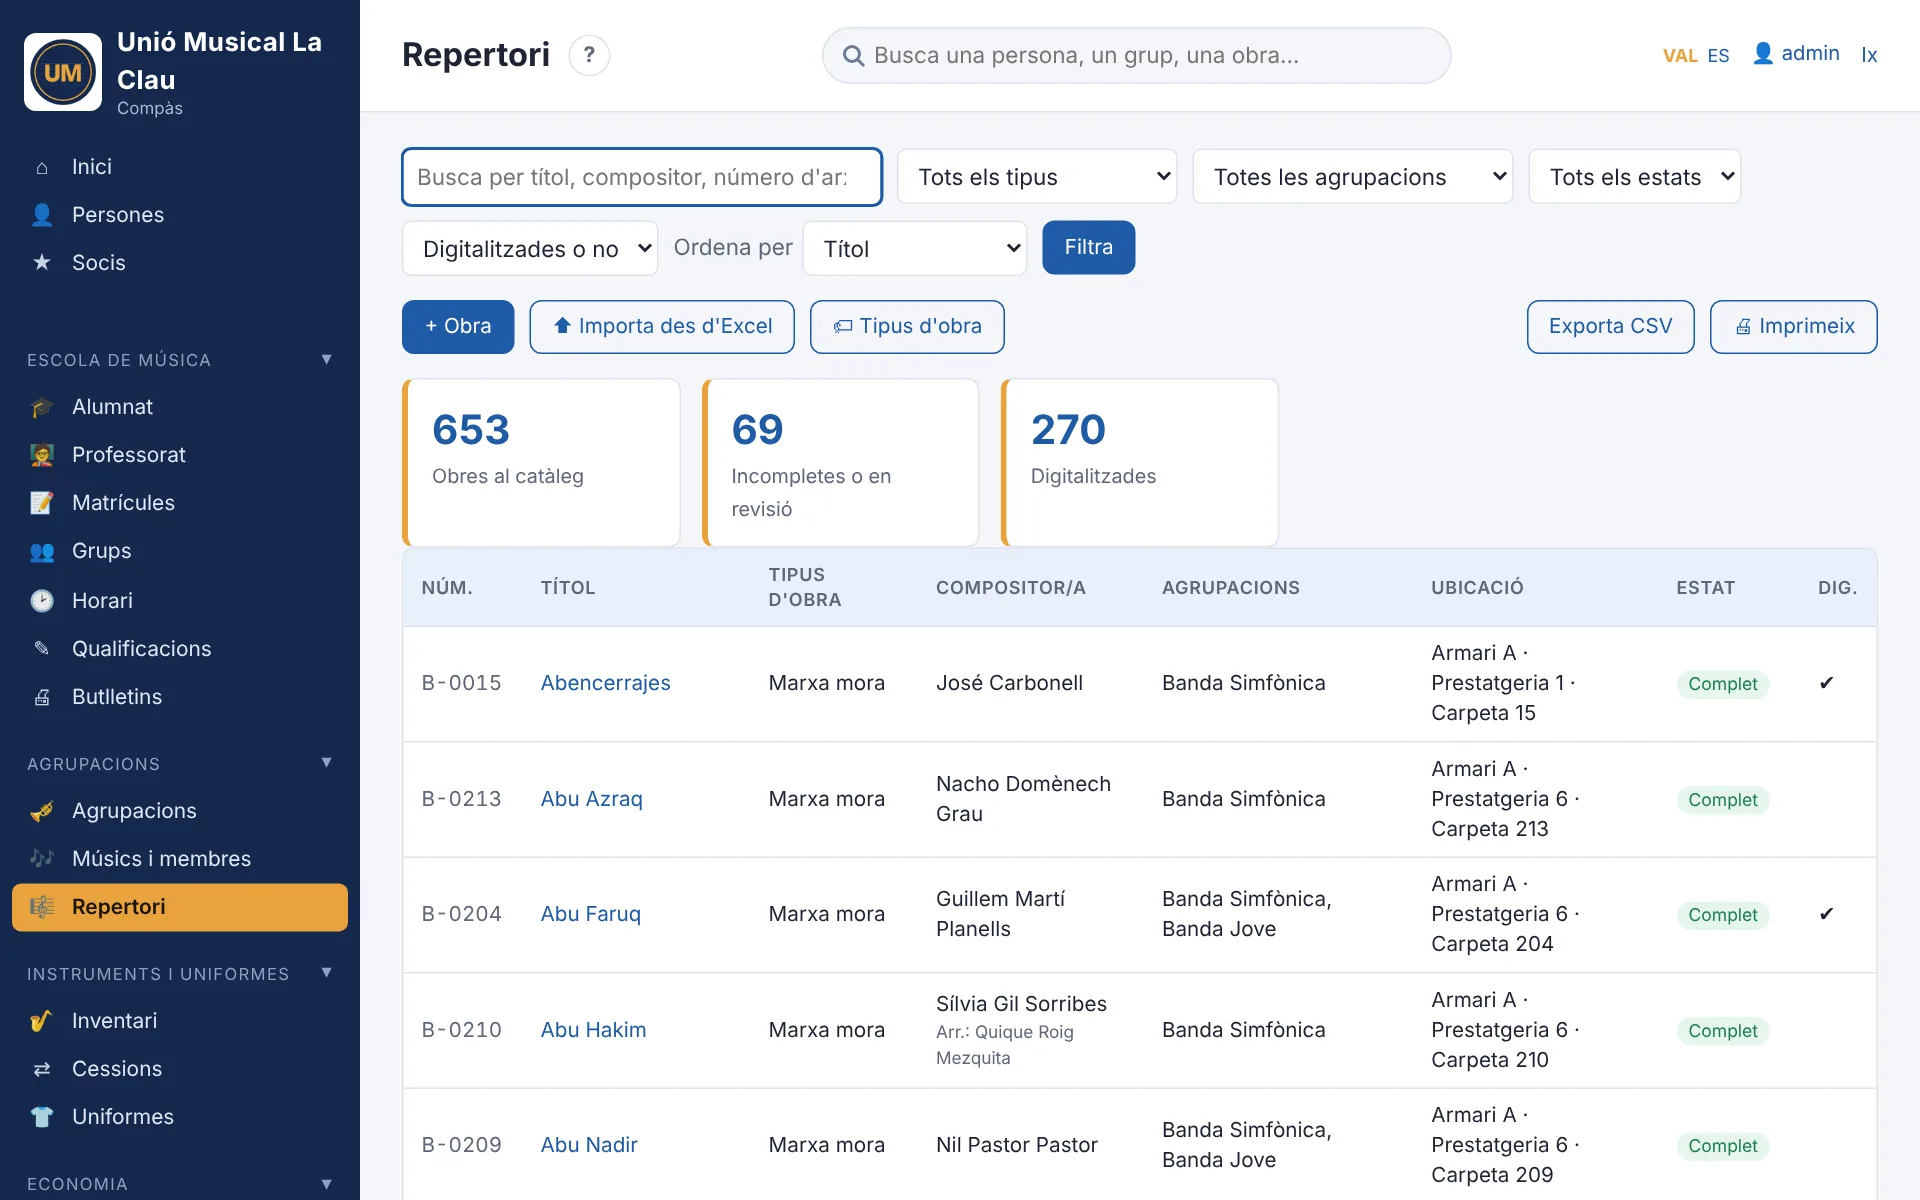 Unió Musical La
Clau
Compàs
UM
Inici
Persones
Socis
ESCOLA DE MÚSICA
Alumnat
Professorat
Matrícules
Grups
Horari
Qualificacions
Butlletins
AGRUPACIONS
Agrupacions
Músics i membres
Repertori
INSTRUMENTS I UNIFORMES
Inventari
Cessions
Uniformes
ECONOMIA
Repertori ?
Busca una persona, un grup, una obra...
VAL ES admin Ix
Busca per títol, compositor, número d'ar
Tots els tipus
Totes les agrupacions
Tots els estats
Digitalitzades o no
Ordena per
Títol
Filtra
+ Obra
Importa des d'Excel
Tipus d'obra
Exporta CSV
Imprimeix
653
Obres al catàleg
69
Incompletes o en
revisió
270
Digitalitzades
NÚM. TÍTOL TIPUS D'OBRA COMPOSITOR/A AGRUPACIONS UBICACIÓ ESTAT DIG.
B-0015 Abencerrajes Marxa mora José Carbonell Banda Simfònica Armari A · Prestatgeria 1 · Carpeta 15 Complet ✔
B-0213 Abu Azraq Marxa mora Nacho Domènech Grau Banda Simfònica Armari A · Prestatgeria 6 · Carpeta 213 Complet
B-0204 Abu Faruq Marxa mora Guillem Martí Planells Banda Simfònica, Banda Jove Armari A · Prestatgeria 6 · Carpeta 204 Complet ✔
B-0210 Abu Hakim Marxa mora Sílvia Gil Sorribes Arr.: Quique Roig Mezquita Banda Simfònica Armari A · Prestatgeria 6 · Carpeta 210 Complet
B-0209 Abu Nadir Marxa mora Nil Pastor Pastor Banda Simfònica, Banda Jove Armari A · Prestatgeria 6 · Carpeta 209 Complet